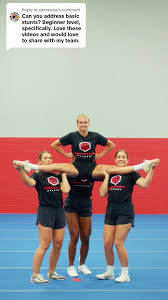 Reply to sierrarose's comment
Can you address basic
stunts? Beginner level,
specifically. Love these
videos and would love
to share with my team.